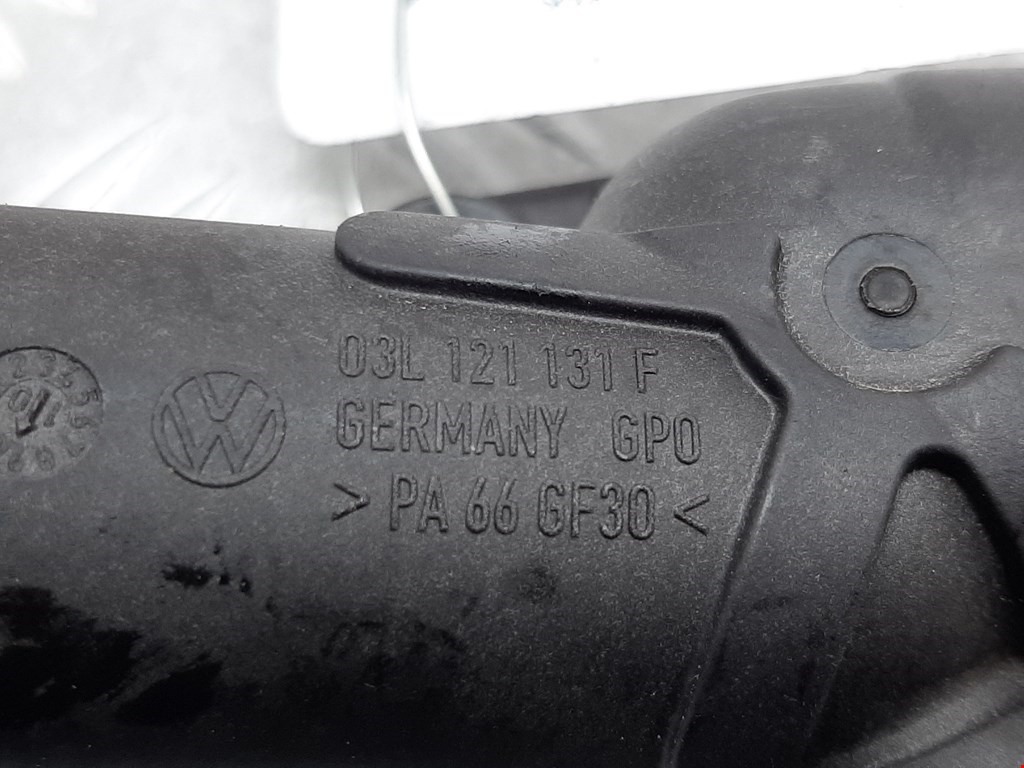 03L 121 131 F
GERMANY GPO
> PA 66 GF30 <